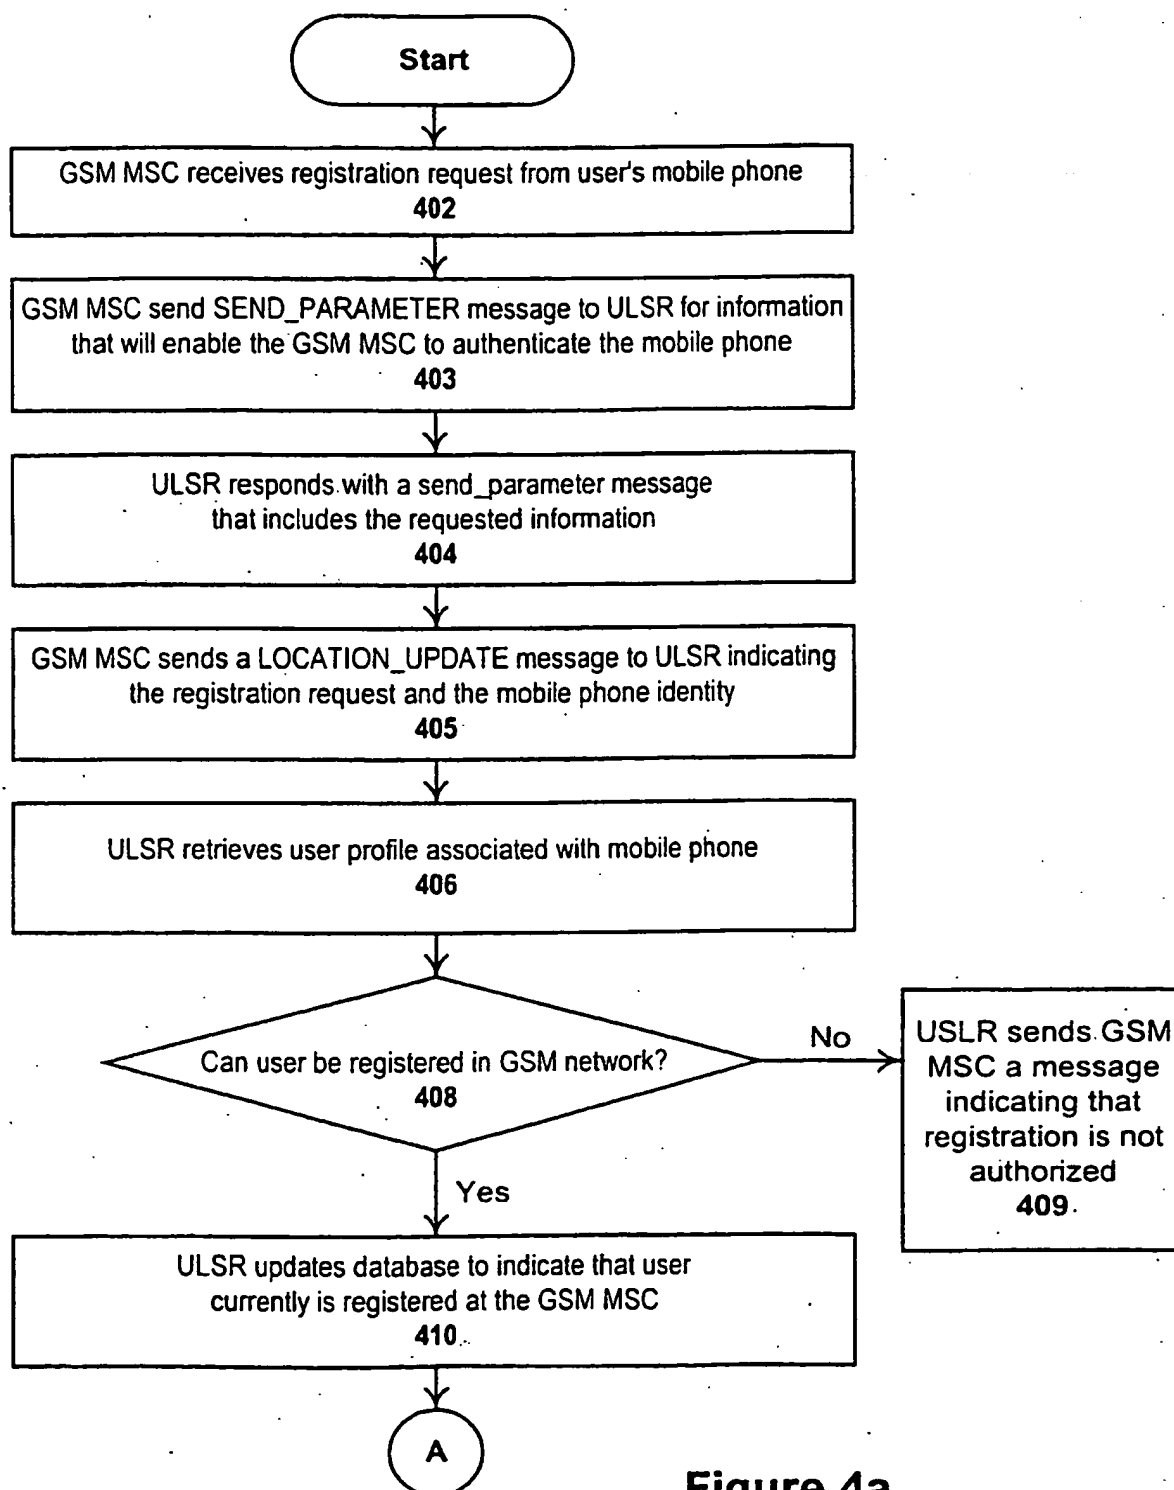 Start
GSM MSC receives registration request from user's mobile phone
402
GSM MSC send SEND_PARAMETER message to ULSR for information
that will enable the GSM MSC to authenticate the mobile phone
403
ULSR responds with a send_parameter message
that includes the requested information
404
GSM MSC sends a LOCATION_UPDATE message to ULSR indicating
the registration request and the mobile phone identity
405
ULSR retrieves user profile associated with mobile phone
406
Can user be registered in GSM network?
408
No
USLR sends GSM
MSC a message
indicating that
registration is not
authorized
409
Yes
ULSR updates database to indicate that user
currently is registered at the GSM MSC
410
A
Figure 4a